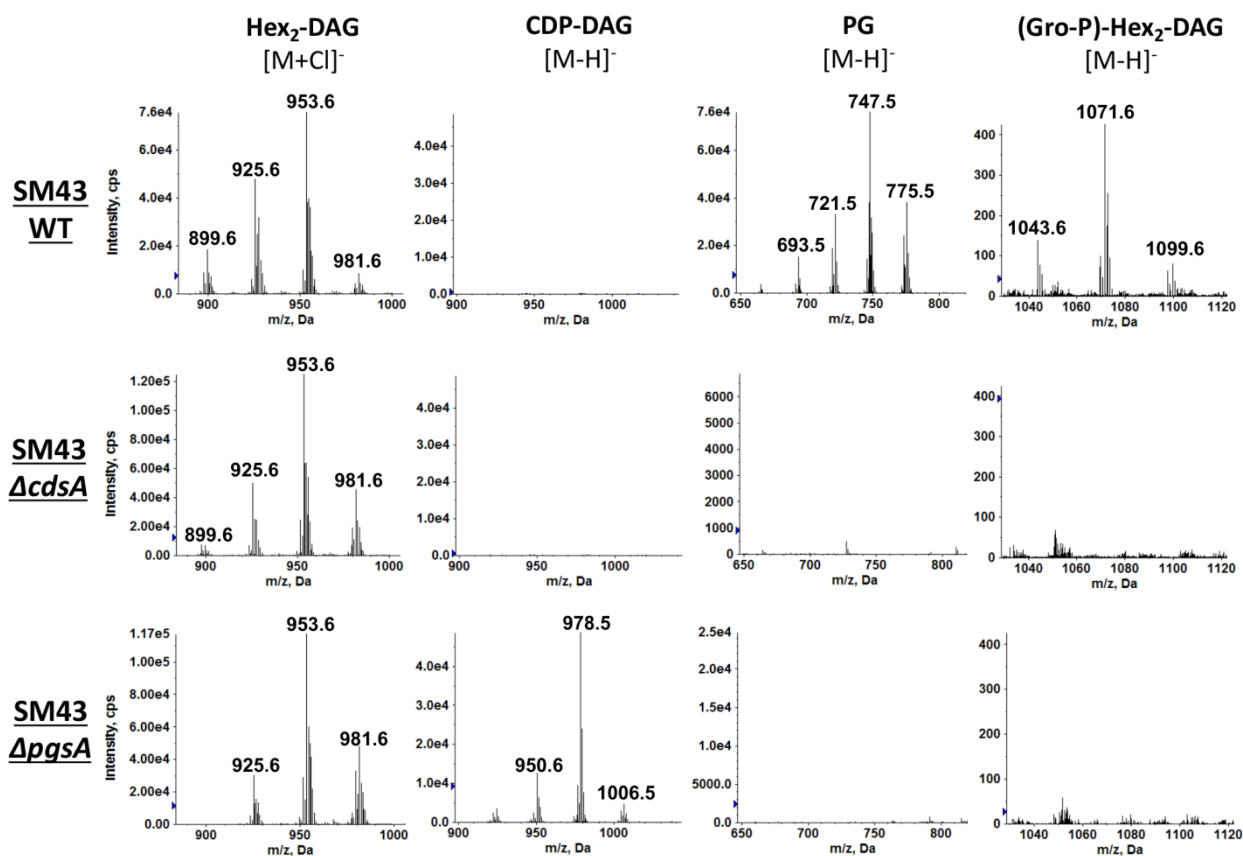 Hex₂-DAG CDP-DAG PG (Gro-P)-Hex₂-DAG
[M+Cl]⁻ [M-H]⁻ [M-H]⁻ [M-H]⁻
SM43
WT
Intensity, cps
7.6e4
6.0e4
4.0e4
2.0e4
0.0
899.6
925.6
953.6
981.6
900 950 1000
m/z, Da
4.0e4
3.0e4
2.0e4
1.0e4
0.0
900 950 1000
m/z, Da
7.6e4
6.0e4
4.0e4
2.0e4
0.0
693.5
721.5
747.5
775.5
650 700 750 800
m/z, Da
400
300
200
100
0
1043.6
1071.6
1099.6
1040 1060 1080 1100 1120
m/z, Da
SM43
ΔcdsA
Intensity, cps
1.20e5
1.00e5
8.00e4
6.00e4
4.00e4
2.00e4
0.00
899.6
925.6
953.6
981.6
900 950 1000
m/z, Da
4.0e4
3.0e4
2.0e4
1.0e4
0.0
900 950 1000
m/z, Da
6000
5000
4000
3000
2000
1000
0
650 700 750 800
m/z, Da
400
300
200
100
0
1040 1060 1080 1100 1120
m/z, Da
SM43
ΔpgsA
Intensity, cps
1.17e5
1.00e5
8.00e4
6.00e4
4.00e4
2.00e4
0.00
925.6
953.6
981.6
900 950 1000
m/z, Da
4.0e4
3.0e4
2.0e4
1.0e4
0.0
950.6
978.5
1006.5
900 950 1000
m/z, Da
2.5e4
2.0e4
1.5e4
1.0e4
5000.0
0.0
650 700 750 800
m/z, Da
400
300
200
100
0
1040 1060 1080 1100 1120
m/z, Da